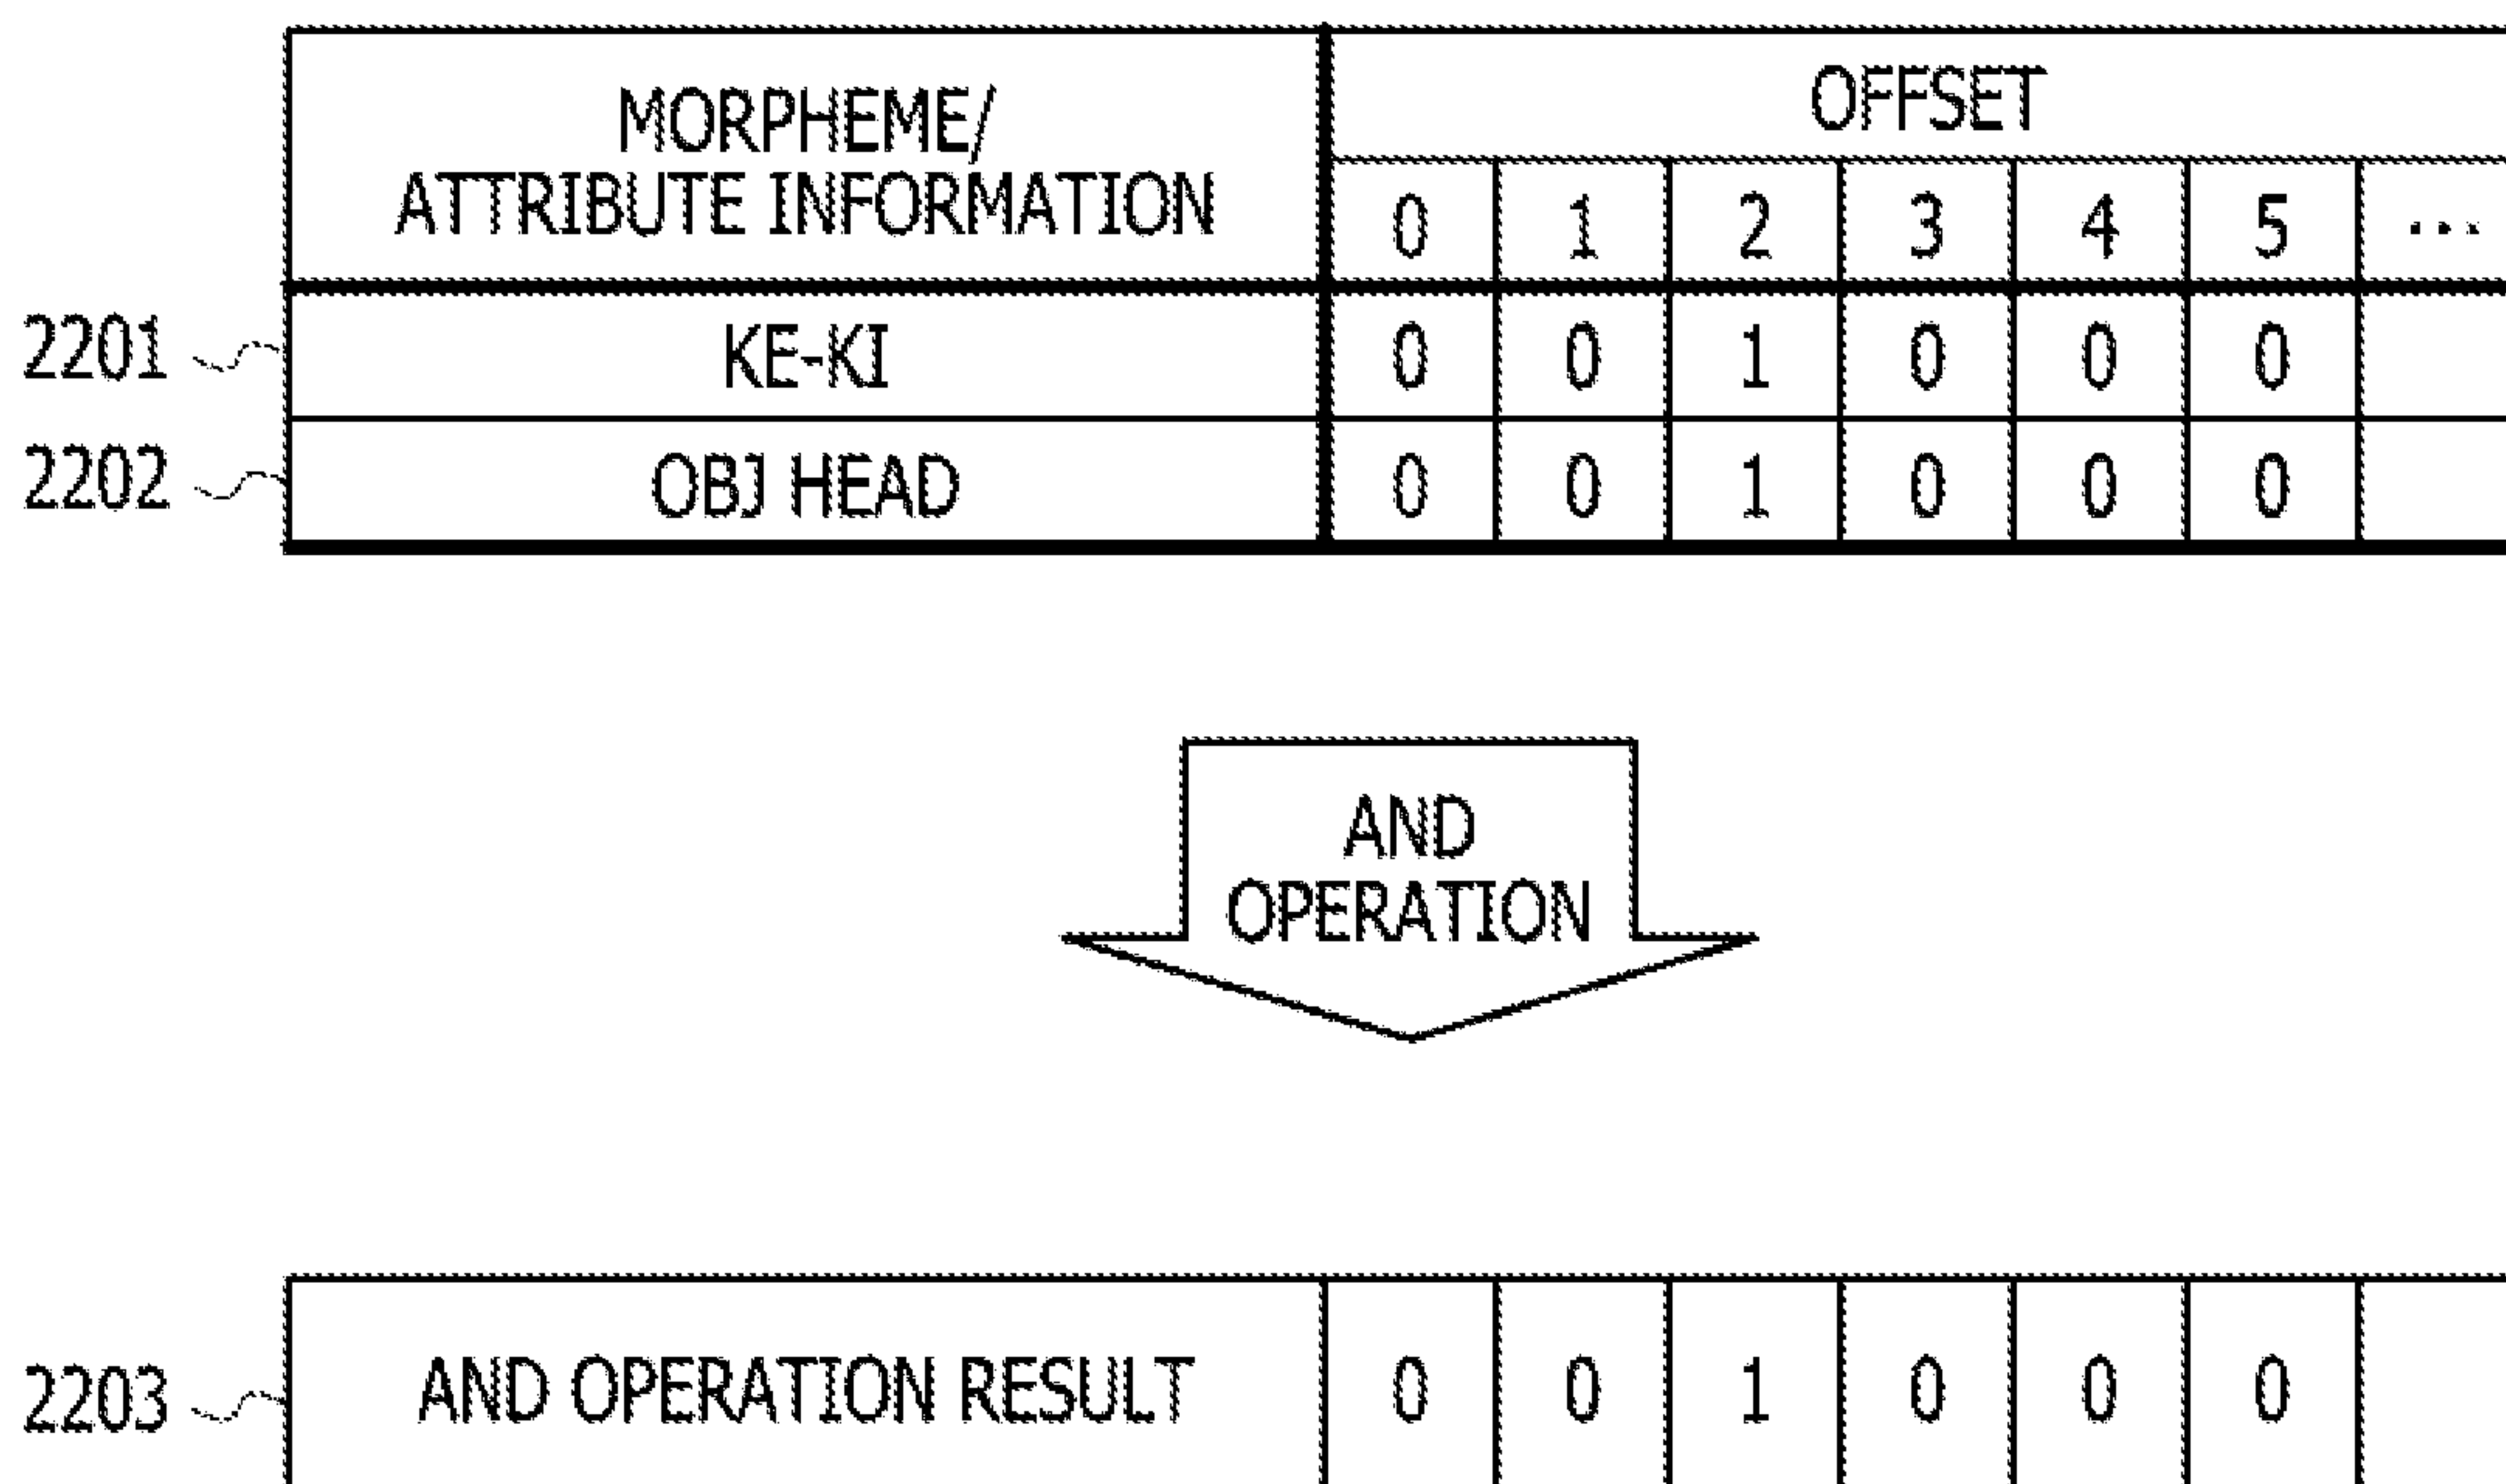 MORPHEME/
ATTRIBUTE INFORMATION
OFFSET
0 1 2 3 4 5 ...
2201 KE-KI 0 0 1 0 0 0
2202 OBJ HEAD 0 0 1 0 0 0
AND
OPERATION
2203 AND OPERATION RESULT 0 0 1 0 0 0